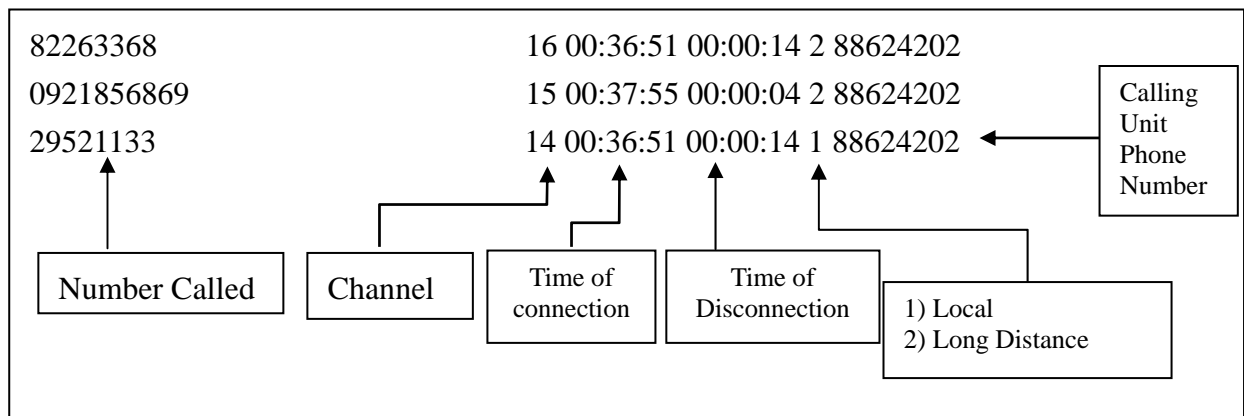 82263368 16 00:36:51 00:00:14 2 88624202
0921856869 15 00:37:55 00:00:04 2 88624202
29521133 14 00:36:51 00:00:14 1 88624202
Calling
Unit
Phone
Number
Number Called
Channel
Time of
connection
Time of
Disconnection
1) Local
2) Long Distance